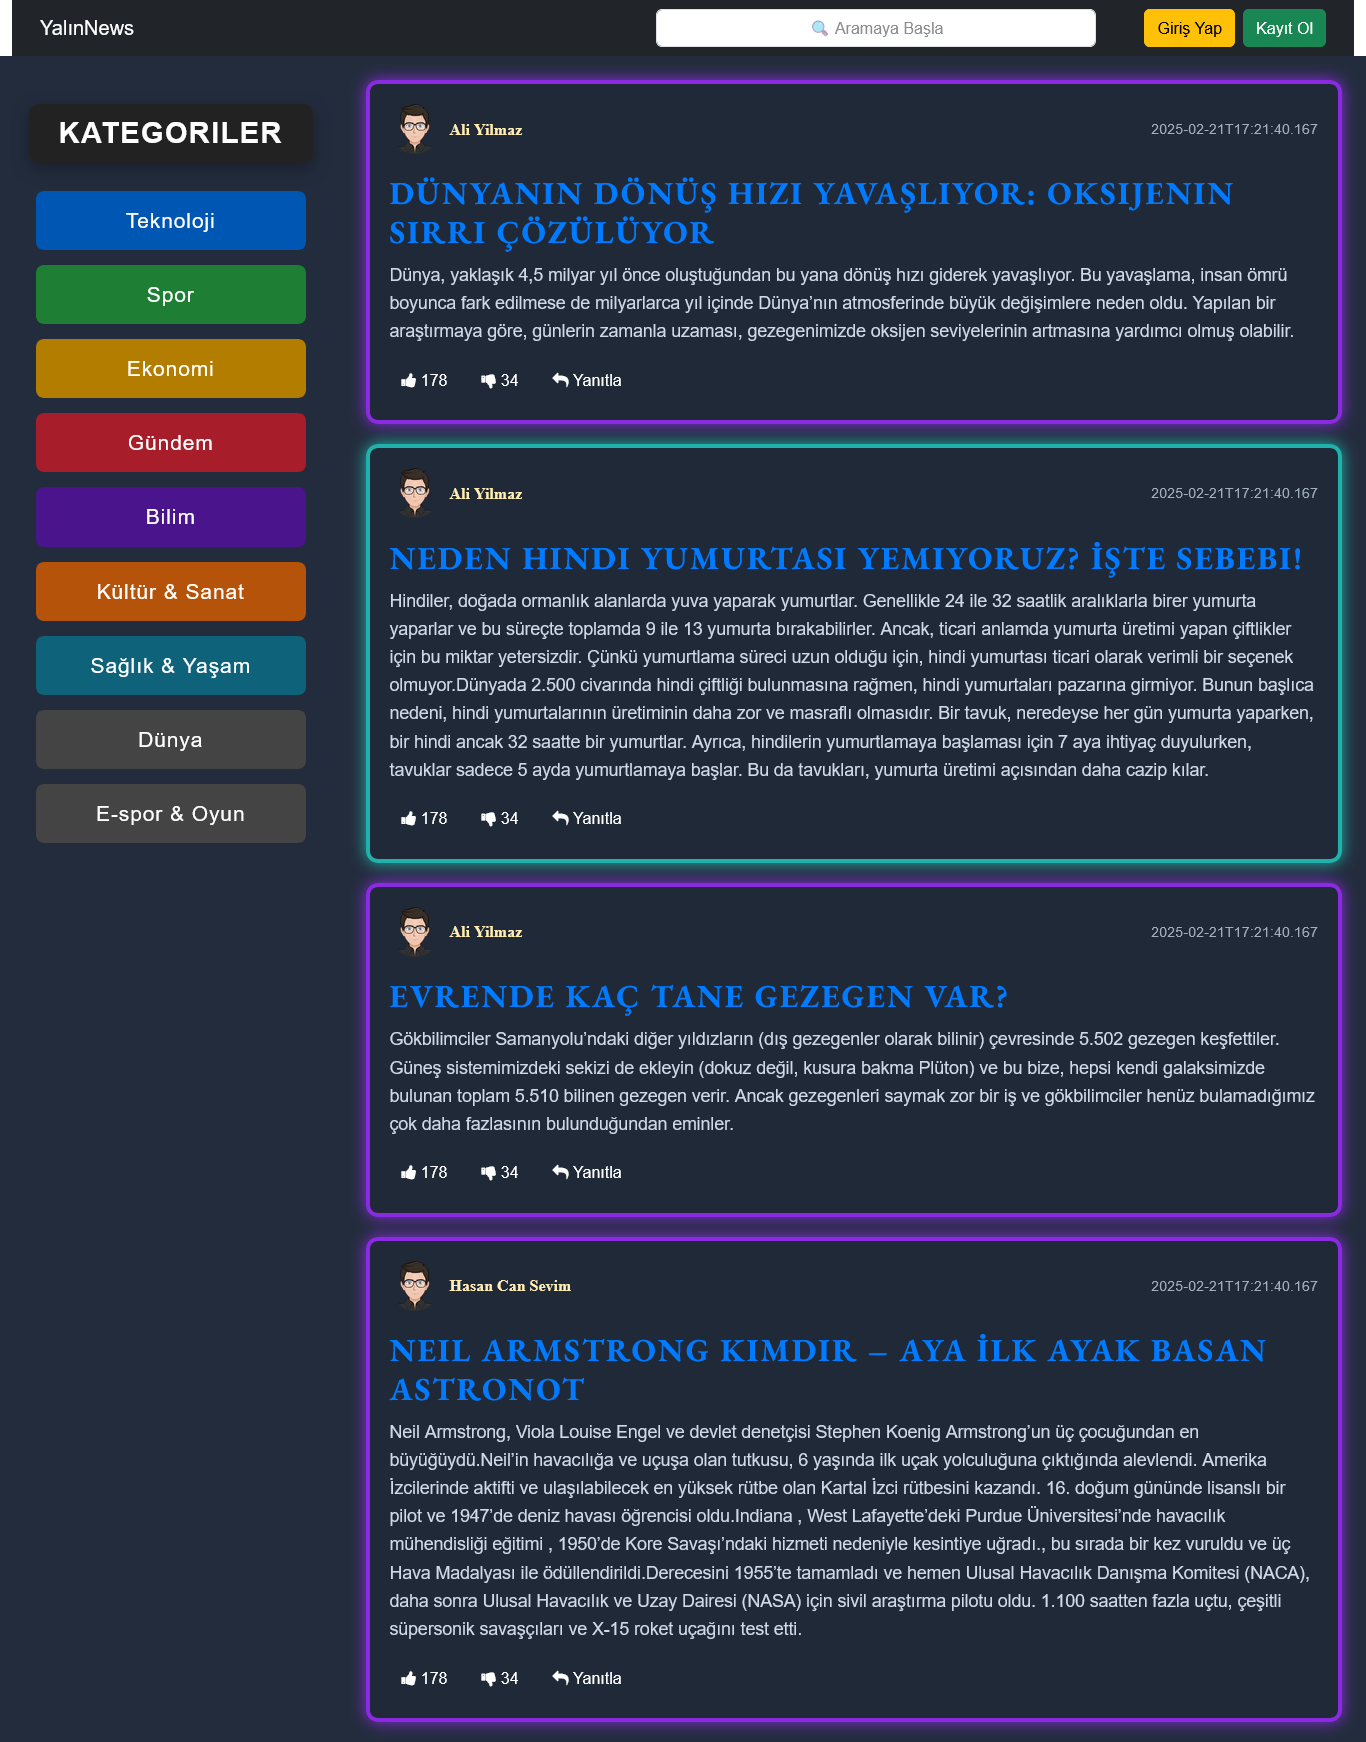 YalınNews
🔍 Aramaya Başla
Giriş Yap
Kayıt Ol
KATEGORILER
Teknoloji
Spor
Ekonomi
Gündem
Bilim
Kültür & Sanat
Sağlık & Yaşam
Dünya
E-spor & Oyun
Ali Yilmaz
2025-02-21T17:21:40.167
DÜNYANIN DÖNÜŞ HIZI YAVAŞLIYOR: OKSIJENIN
SIRRI ÇÖZÜLÜYOR
Dünya, yaklaşık 4,5 milyar yıl önce oluştuğundan bu yana dönüş hızı giderek yavaşlıyor. Bu yavaşlama, insan ömrü
boyunca fark edilmese de milyarlarca yıl içinde Dünya’nın atmosferinde büyük değişimlere neden oldu. Yapılan bir
araştırmaya göre, günlerin zamanla uzaması, gezegenimizde oksijen seviyelerinin artmasına yardımcı olmuş olabilir.
178 34 Yanıtla
Ali Yilmaz
2025-02-21T17:21:40.167
NEDEN HINDI YUMURTASI YEMIYORUZ? İŞTE SEBEBI!
Hindiler, doğada ormanlık alanlarda yuva yaparak yumurtlar. Genellikle 24 ile 32 saatlik aralıklarla birer yumurta
yaparlar ve bu süreçte toplamda 9 ile 13 yumurta bırakabilirler. Ancak, ticari anlamda yumurta üretimi yapan çiftlikler
için bu miktar yetersizdir. Çünkü yumurtlama süreci uzun olduğu için, hindi yumurtası ticari olarak verimli bir seçenek
olmuyor.Dünyada 2.500 civarında hindi çiftliği bulunmasına rağmen, hindi yumurtaları pazarına girmiyor. Bunun başlıca
nedeni, hindi yumurtalarının üretiminin daha zor ve masraflı olmasıdır. Bir tavuk, neredeyse her gün yumurta yaparken,
bir hindi ancak 32 saatte bir yumurtlar. Ayrıca, hindilerin yumurtlamaya başlaması için 7 aya ihtiyaç duyulurken,
tavuklar sadece 5 ayda yumurtlamaya başlar. Bu da tavukları, yumurta üretimi açısından daha cazip kılar.
178 34 Yanıtla
Ali Yilmaz
2025-02-21T17:21:40.167
EVRENDE KAÇ TANE GEZEGEN VAR?
Gökbilimciler Samanyolu’ndaki diğer yıldızların (dış gezegenler olarak bilinir) çevresinde 5.502 gezegen keşfettiler.
Güneş sistemimizdeki sekizi de ekleyin (dokuz değil, kusura bakma Plüton) ve bu bize, hepsi kendi galaksimizde
bulunan toplam 5.510 bilinen gezegen verir. Ancak gezegenleri saymak zor bir iş ve gökbilimciler henüz bulamadığımız
çok daha fazlasının bulunduğundan eminler.
178 34 Yanıtla
Hasan Can Sevim
2025-02-21T17:21:40.167
NEIL ARMSTRONG KIMDIR – AYA İLK AYAK BASAN
ASTRONOT
Neil Armstrong, Viola Louise Engel ve devlet denetçisi Stephen Koenig Armstrong’un üç çocuğundan en
büyüğüydü.Neil’in havacılığa ve uçuşa olan tutkusu, 6 yaşında ilk uçak yolculuğuna çıktığında alevlendi. Amerika
İzcilerinde aktifti ve ulaşılabilecek en yüksek rütbe olan Kartal İzci rütbesini kazandı. 16. doğum gününde lisanslı bir
pilot ve 1947’de deniz havası öğrencisi oldu.Indiana , West Lafayette’deki Purdue Üniversitesi’nde havacılık
mühendisliği eğitimi , 1950’de Kore Savaşı’ndaki hizmeti nedeniyle kesintiye uğradı., bu sırada bir kez vuruldu ve üç
Hava Madalyası ile ödüllendirildi.Derecesini 1955’te tamamladı ve hemen Ulusal Havacılık Danışma Komitesi (NACA),
daha sonra Ulusal Havacılık ve Uzay Dairesi (NASA) için sivil araştırma pilotu oldu. 1.100 saatten fazla uçtu, çeşitli
süpersonik savaşçıları ve X-15 roket uçağını test etti.
178 34 Yanıtla